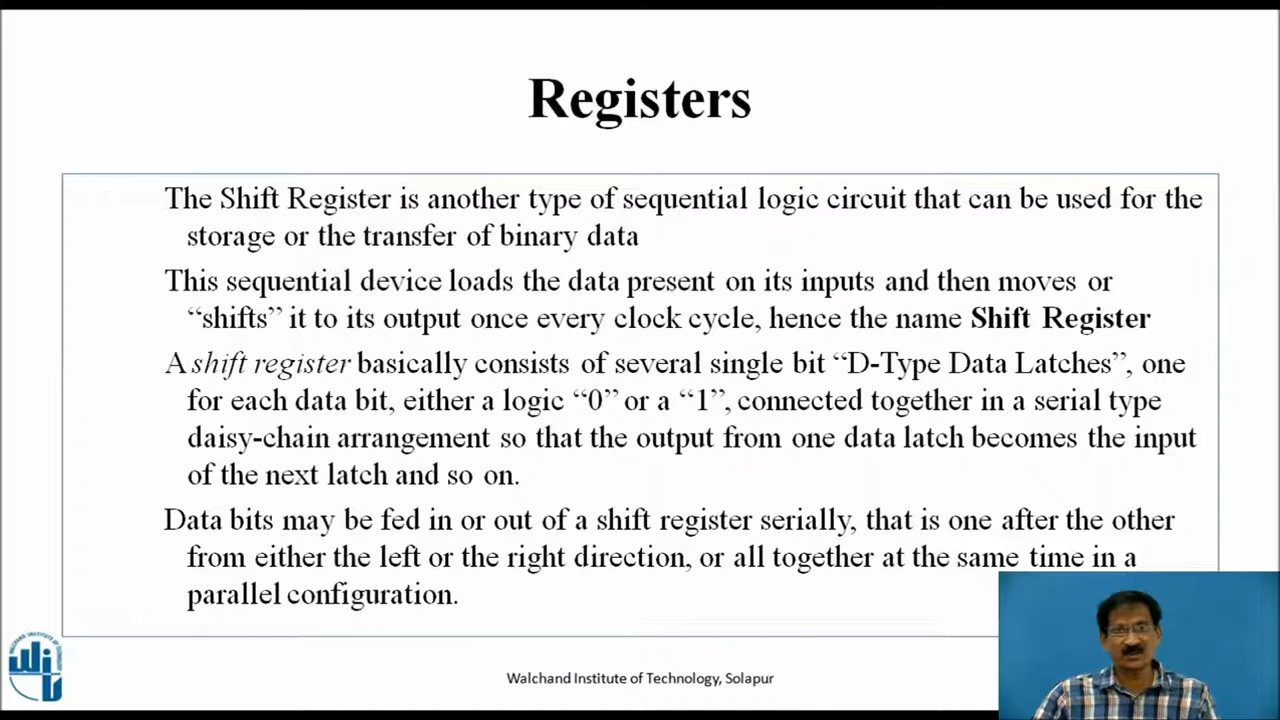 Registers
The Shift Register is another type of sequential logic circuit that can be used for the
storage or the transfer of binary data
This sequential device loads the data present on its inputs and then moves or
“shifts” it to its output once every clock cycle, hence the name Shift Register
A shift register basically consists of several single bit “D-Type Data Latches”, one
for each data bit, either a logic “0” or a “1”, connected together in a serial type
daisy-chain arrangement so that the output from one data latch becomes the input
of the next latch and so on.
Data bits may be fed in or out of a shift register serially, that is one after the other
from either the left or the right direction, or all together at the same time in a
parallel configuration.
Walchand Institute of Technology, Solapur